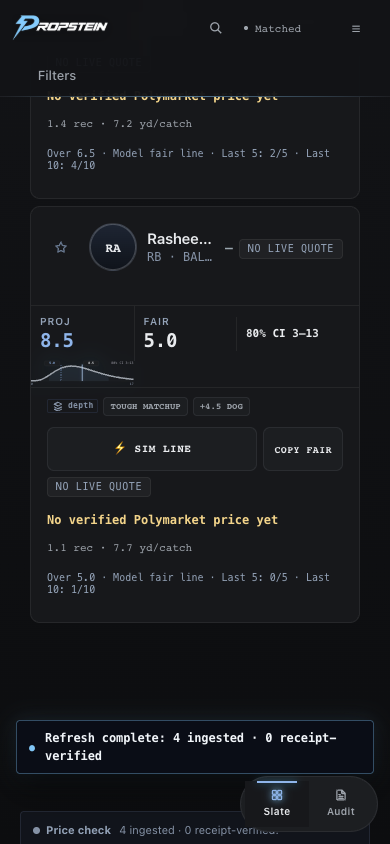 PROPSTEIN
Matched
Filters
No verified Polymarket price yet
1.4 rec · 7.2 yd/catch
Over 6.5 · Model fair line · Last 5: 2/5 · Last
10: 4/10
RA
Rashee...
RB · BAL…
—
NO LIVE QUOTE
PROJ
8.5
FAIR
5.0
80% CI 3–13
depth
TOUGH MATCHUP
+4.5 DOG
⚡ SIM LINE
COPY FAIR
NO LIVE QUOTE
No verified Polymarket price yet
1.1 rec · 7.7 yd/catch
Over 5.0 · Model fair line · Last 5: 0/5 · Last
10: 1/10
Refresh complete: 4 ingested · 0 receipt-
verified
Slate
Audit
Price check 4 ingested · 0 receipt-verified.